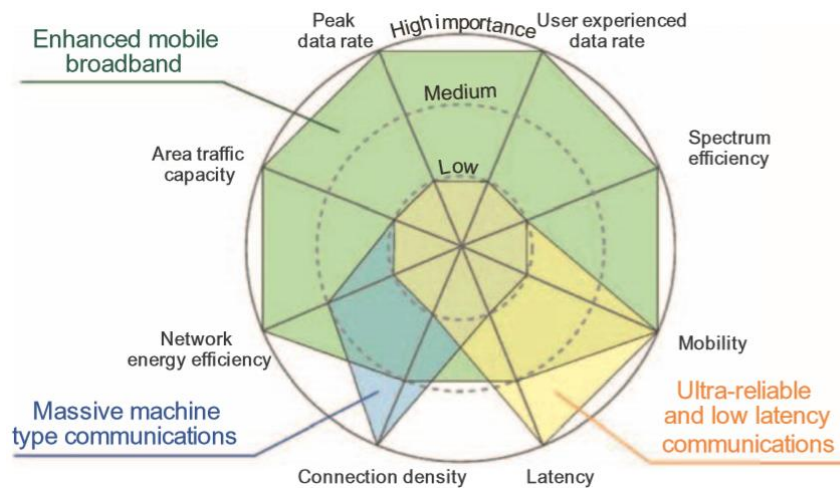 Peak
data rate
High importance
User experienced
data rate
Enhanced mobile
broadband
Medium
Area traffic
capacity
Low
Spectrum
efficiency
Network
energy efficiency
Mobility
Massive machine
type communications
Ultra-reliable
and low latency
communications
Connection density
Latency